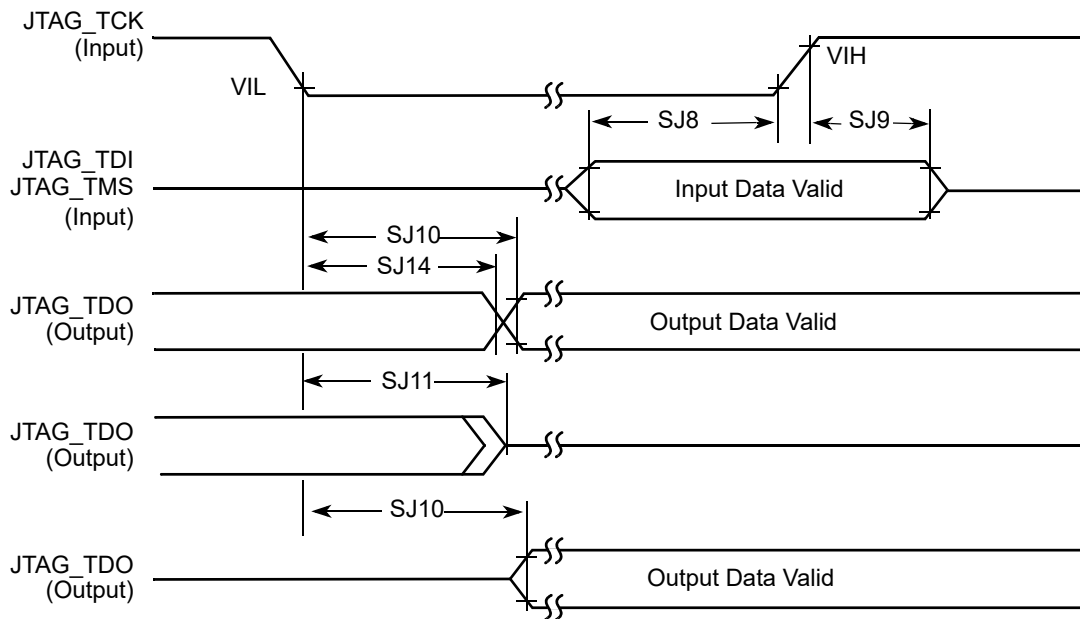 JTAG_TCK
(Input)
VIL
VIH
SJ8
SJ9
JTAG_TDI
JTAG_TMS
(Input)
Input Data Valid
SJ10
SJ14
JTAG_TDO
(Output)
Output Data Valid
SJ11
JTAG_TDO
(Output)
SJ10
JTAG_TDO
(Output)
Output Data Valid